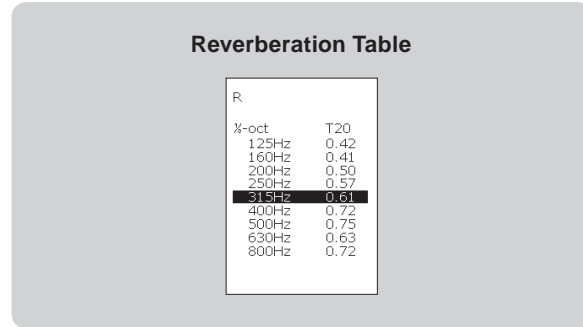 Reverberation Table
R
⅓-oct T20
125Hz 0.42
160Hz 0.41
200Hz 0.50
250Hz 0.57
315Hz 0.61
400Hz 0.72
500Hz 0.75
630Hz 0.63
800Hz 0.72